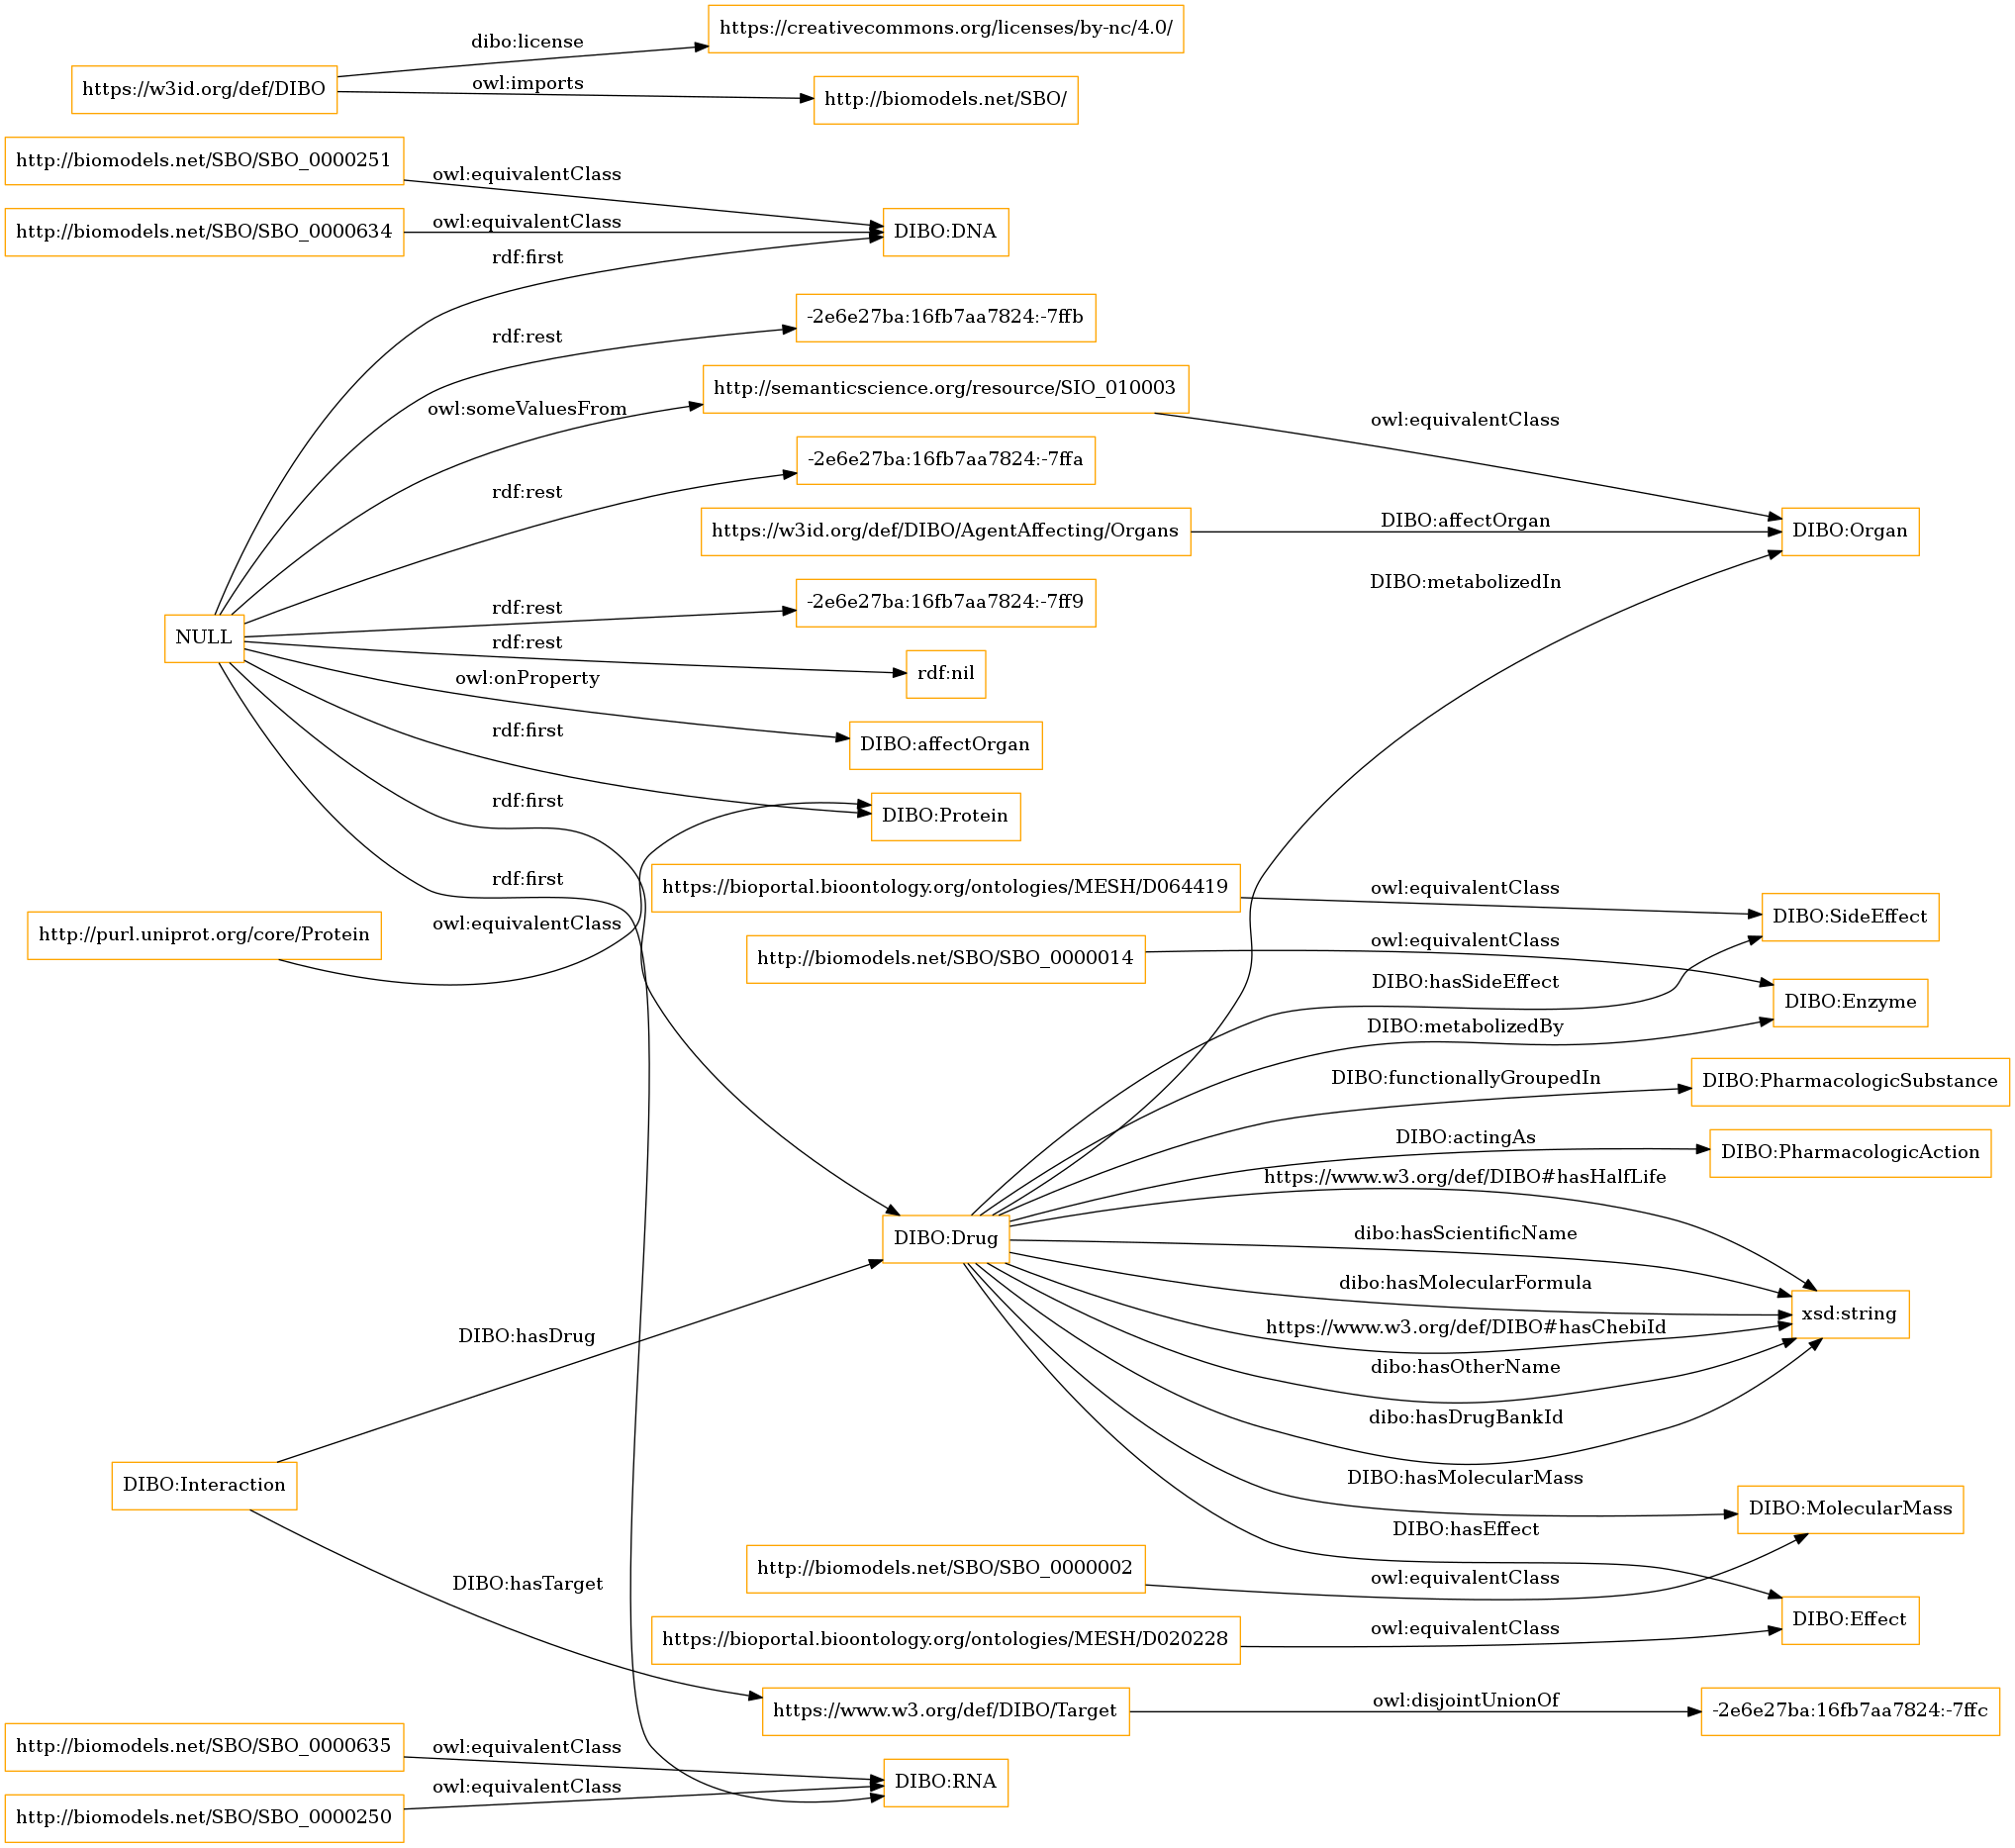 https://creativecommons.org/licenses/by-nc/4.0/
dibo:license
https://w3id.org/def/DIBO
owl:imports
http://biomodels.net/SBO/
http://biomodels.net/SBO/SBO_0000251
owl:equivalentClass
http://biomodels.net/SBO/SBO_0000634
owl:equivalentClass
DIBO:DNA
rdf:first
-2e6e27ba:16fb7aa7824:-7ffb
rdf:rest
http://semanticscience.org/resource/SIO_010003
owl:someValuesFrom
owl:equivalentClass
-2e6e27ba:16fb7aa7824:-7ffa
rdf:rest
https://w3id.org/def/DIBO/AgentAffecting/Organs
DIBO:affectOrgan
DIBO:Organ
DIBO:metabolizedIn
-2e6e27ba:16fb7aa7824:-7ff9
rdf:rest
NULL
rdf:rest
rdf:nil
owl:onProperty
DIBO:affectOrgan
rdf:first
DIBO:Protein
rdf:first
rdf:first
https://bioportal.bioontology.org/ontologies/MESH/D064419
owl:equivalentClass
DIBO:SideEffect
http://purl.uniprot.org/core/Protein
owl:equivalentClass
http://biomodels.net/SBO/SBO_0000014
owl:equivalentClass
DIBO:hasSideEffect
DIBO:Enzyme
DIBO:metabolizedBy
DIBO:functionallyGroupedIn
DIBO:PharmacologicSubstance
DIBO:actingAs
DIBO:PharmacologicAction
https://www.w3.org/def/DIBO#hasHalfLife
DIBO:Drug
dibo:hasScientificName
dibo:hasMolecularFormula
xsd:string
https://www.w3.org/def/DIBO#hasChebiId
DIBO:hasDrug
dibo:hasOtherName
dibo:hasDrugBankId
DIBO:Interaction
DIBO:hasMolecularMass
DIBO:MolecularMass
DIBO:hasEffect
http://biomodels.net/SBO/SBO_0000002
owl:equivalentClass
DIBO:hasTarget
DIBO:Effect
https://bioportal.bioontology.org/ontologies/MESH/D020228
owl:equivalentClass
https://www.w3.org/def/DIBO/Target
owl:disjointUnionOf
-2e6e27ba:16fb7aa7824:-7ffc
http://biomodels.net/SBO/SBO_0000635
owl:equivalentClass
DIBO:RNA
http://biomodels.net/SBO/SBO_0000250
owl:equivalentClass